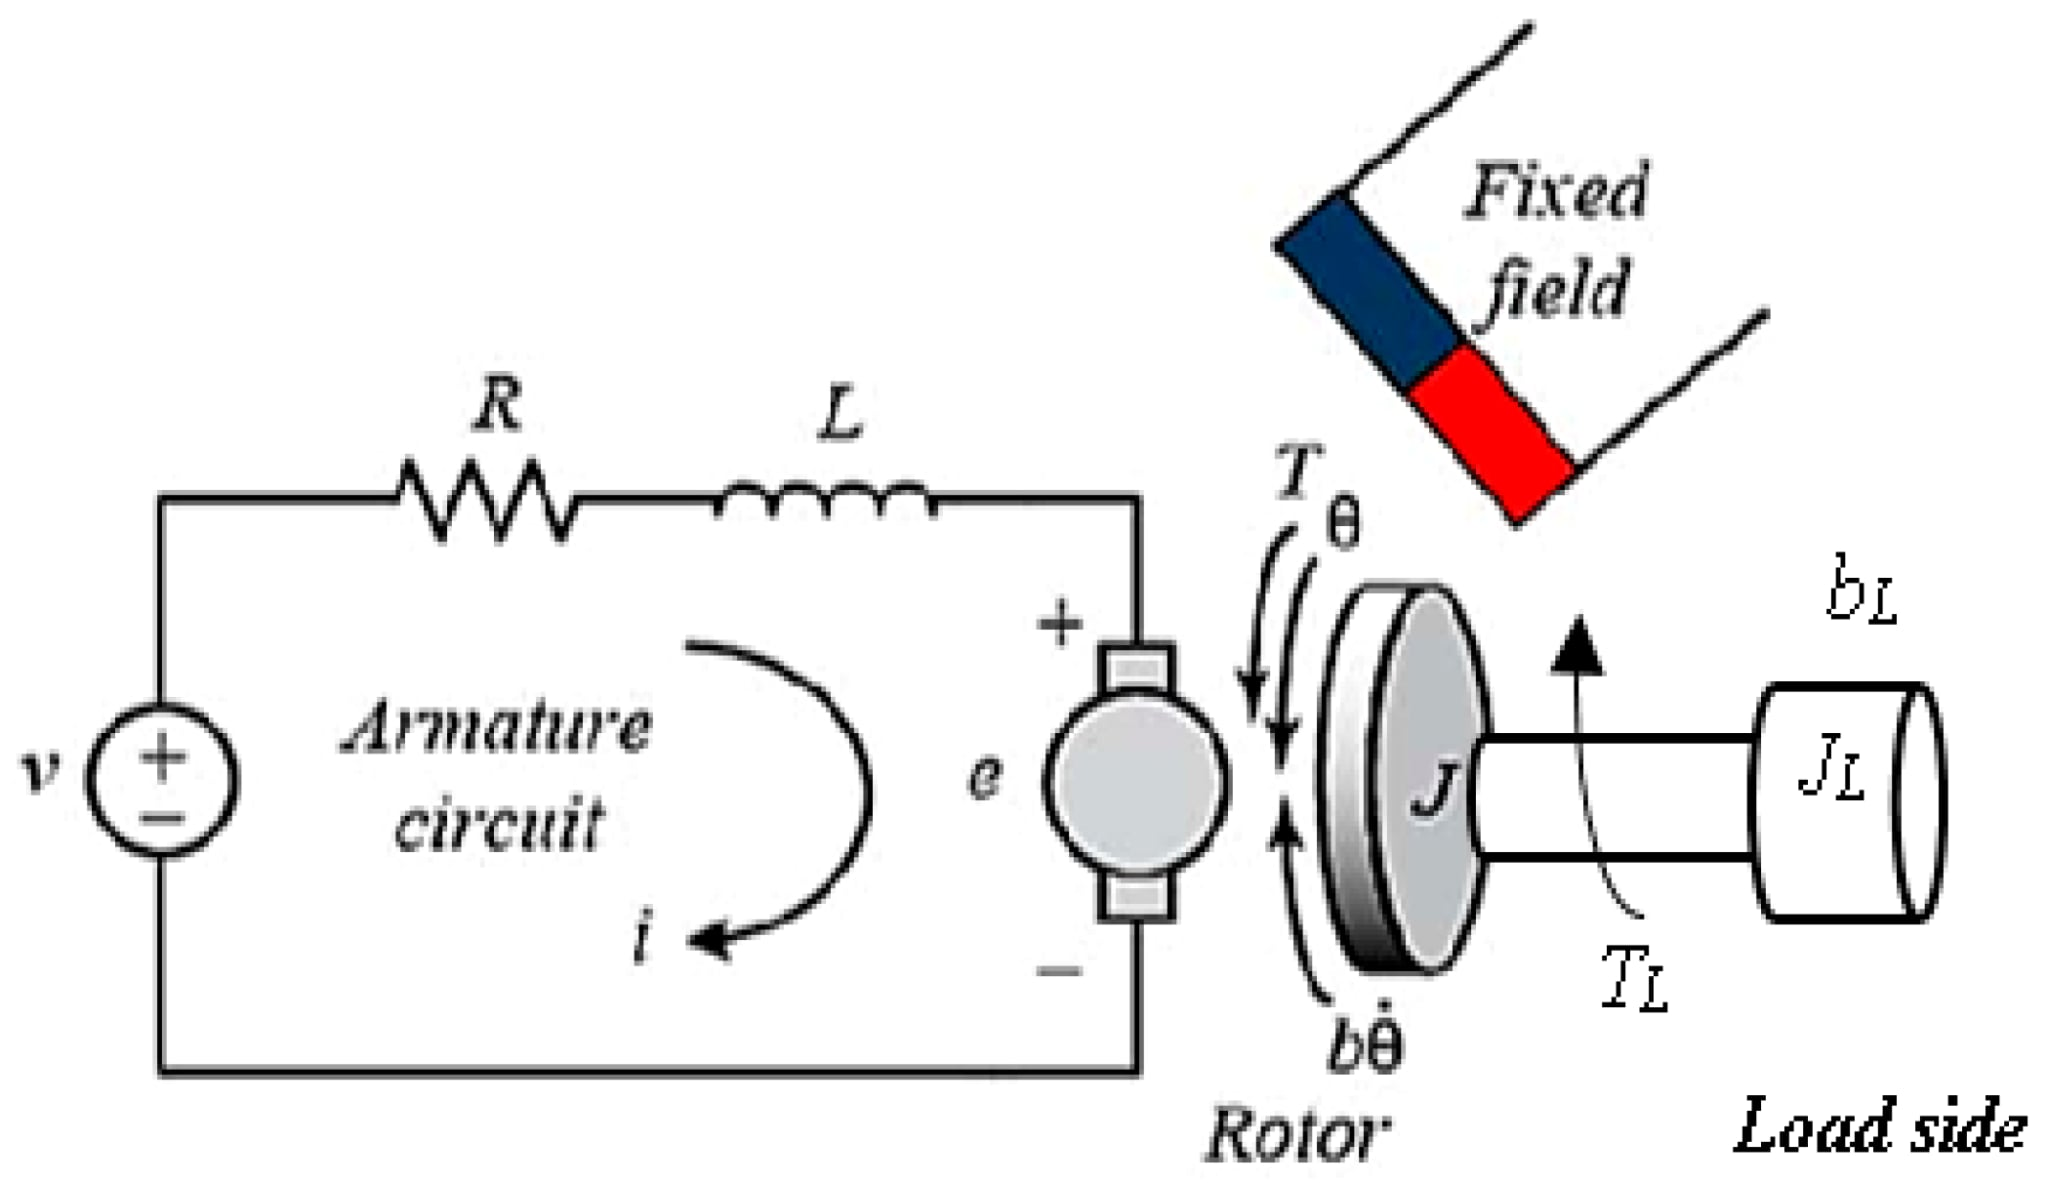 Fixed
field
R
L
T
θ
b_L
+
v
+
−
Armature
circuit
e
J
J_L
i
−
T_L
bθ̇
Rotor
Load side